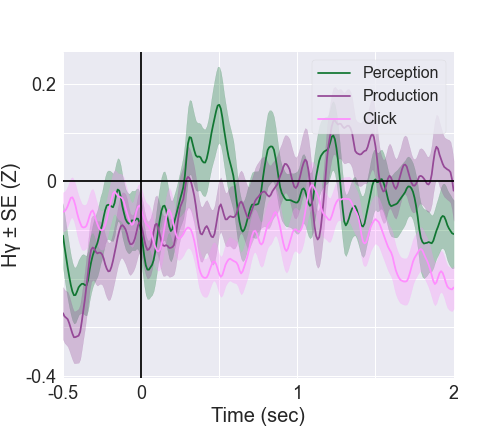 Perception
Production
Click
0.2
0
-0.4
Hγ ± SE (Z)
-0.5
0
1
2
Time (sec)